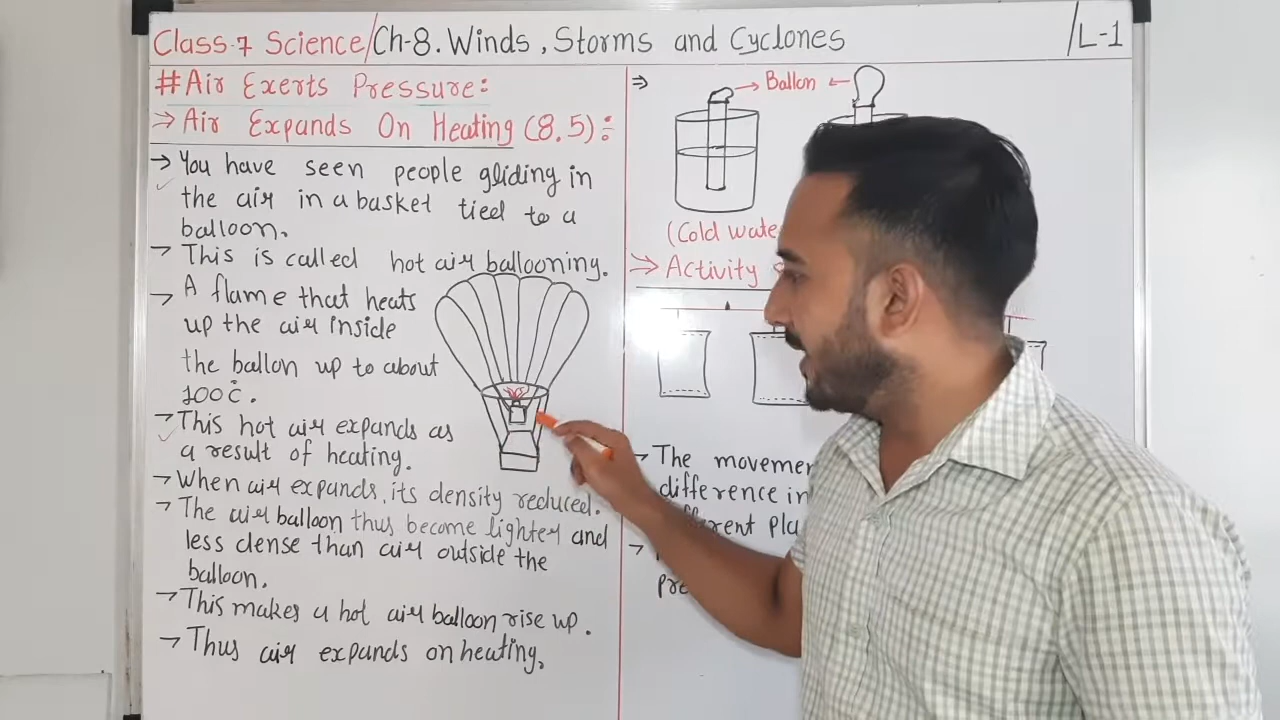 Class-7 Science/Ch-8. Winds, Storms and Cyclones /L-1
#Air Exerts Pressure:
→ Air Expands On Heating (8.5):
→ You have seen people gliding in
the air in a basket tied to a
balloon.
→ This is called hot air ballooning.
→ A flame that heats
up the air inside
the ballon up to about
100°c.
→ This hot air expands as
a result of heating.
→ When air expands, its density reduced.
→ The air balloon thus become lighter and
less dense than air outside the
balloon.
→ This makes a hot air balloon rise up.
→ Thus air expands on heating.
⇒ → Ballon ←
(Cold
→ Activity
→ The
difference in